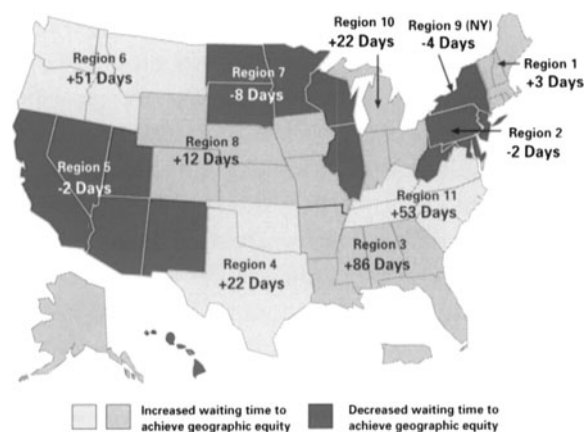 Region 10
+22 Days
Region 9 (NY)
-4 Days
Region 6
+51 Days
Region 7
-8 Days
Region 1
+3 Days
Region 8
+12 Days
Region 2
-2 Days
Region 5
-2 Days
Region 11
+53 Days
Region 3
+86 Days
Region 4
+22 Days
Increased waiting time to
achieve geographic equity
Decreased waiting time to
achieve geographic equity